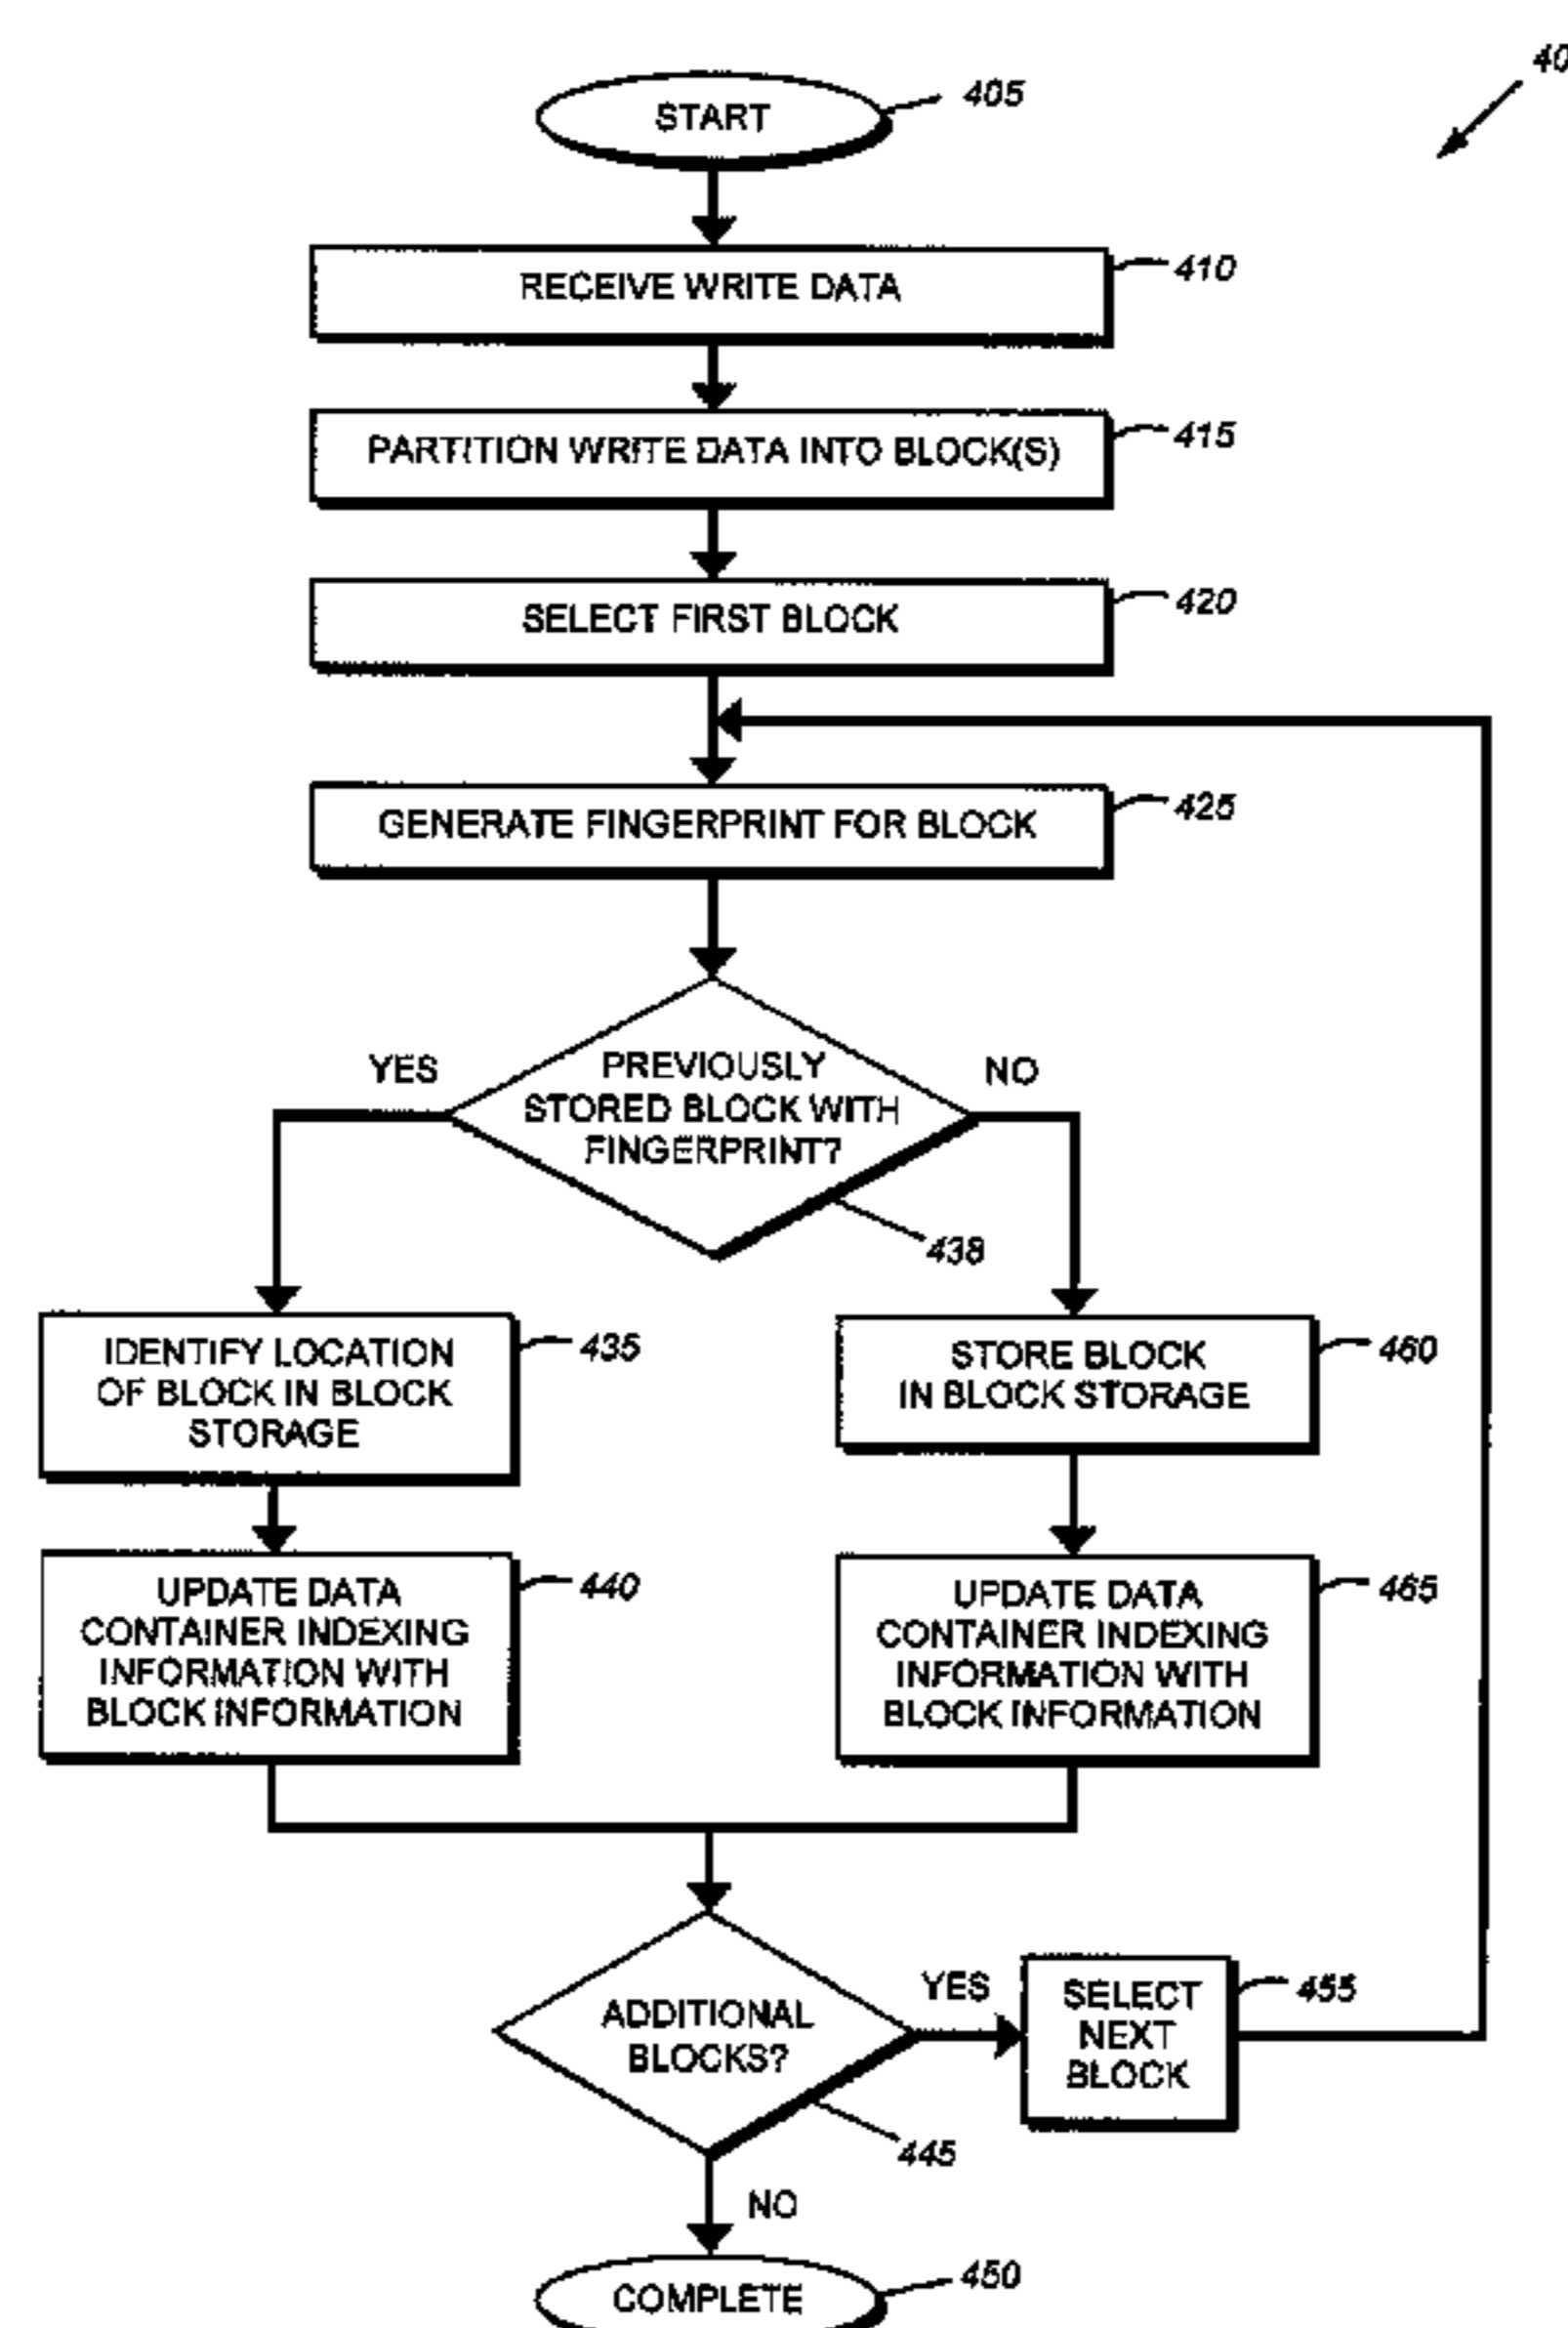 40
START
405
RECEIVE WRITE DATA
410
PARTITION WRITE DATA INTO BLOCK(S)
415
SELECT FIRST BLOCK
420
GENERATE FINGERPRINT FOR BLOCK
425
PREVIOUSLY
STORED BLOCK WITH
FINGERPRINT?
YES
NO
438
IDENTIFY LOCATION
OF BLOCK IN BLOCK
STORAGE
435
STORE BLOCK
IN BLOCK STORAGE
460
UPDATE DATA
CONTAINER INDEXING
INFORMATION WITH
BLOCK INFORMATION
440
UPDATE DATA
CONTAINER INDEXING
INFORMATION WITH
BLOCK INFORMATION
465
ADDITIONAL
BLOCKS?
YES
445
SELECT
NEXT
BLOCK
455
NO
COMPLETE
450